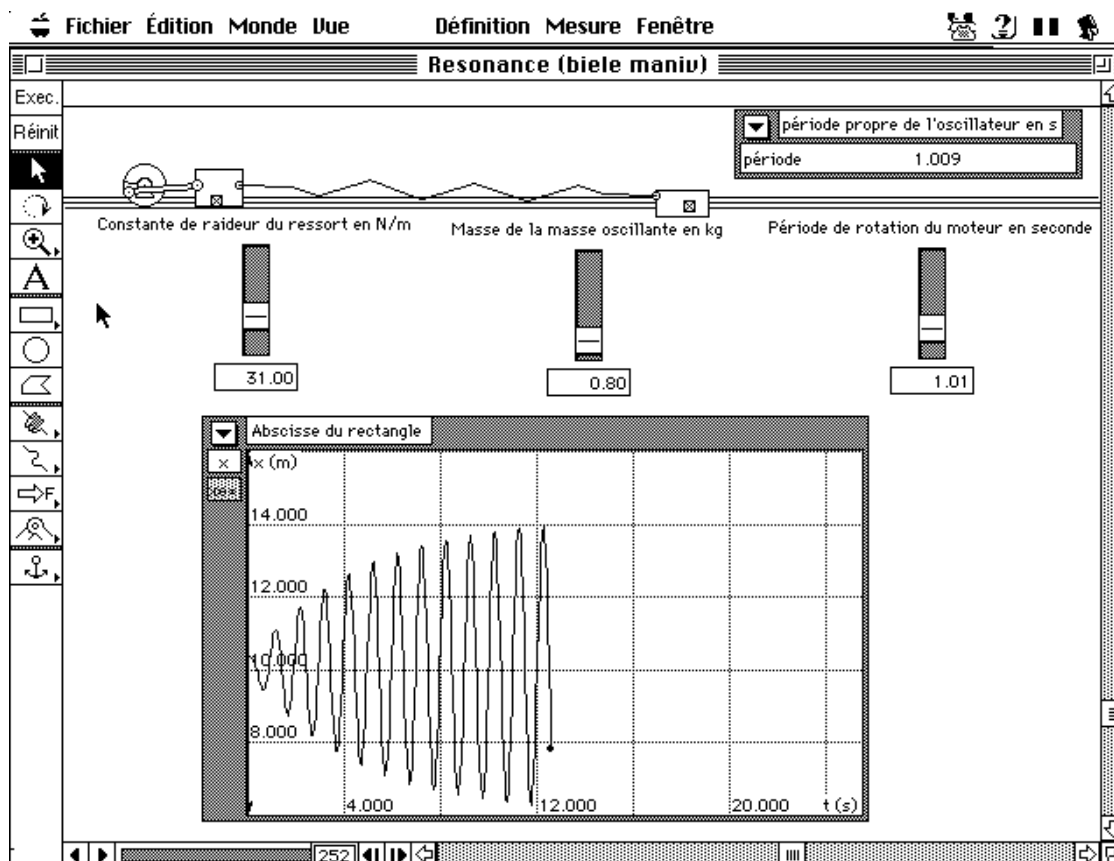 Fichier Édition Monde Vue Définition Mesure Fenêtre
Resonance (biele maniv)
Exec.
Réinit
période propre de l'oscillateur en s
période 1.009
Constante de raideur du ressort en N/m
Masse de la masse oscillante en kg
Période de rotation du moteur en seconde
A
F
31.00
0.80
1.01
Abscisse du rectangle
x
x (m)
14.000
12.000
10.000
8.000
4.000 12.000 20.000 t (s)
252